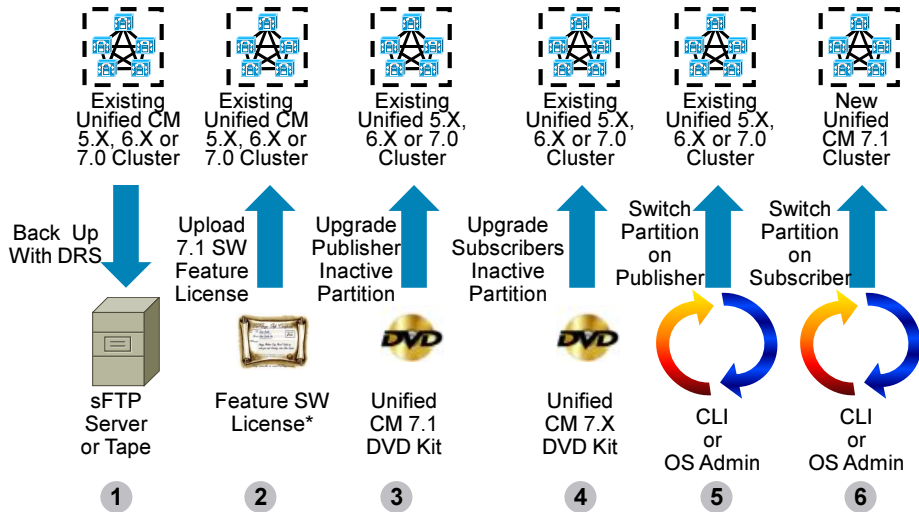 Existing
Unified CM
5.X, 6.X or
7.0 Cluster
Back Up
With DRS
sFTP
Server
or Tape
1
Existing
Unified CM
5.X, 6.X or
7.0 Cluster
Upload
7.1 SW
Feature
License
Feature SW
License*
2
Existing
Unified 5.X,
6.X or 7.0
Cluster
Upgrade
Publisher
Inactive
Partition
DVD
Unified
CM 7.1
DVD Kit
3
Existing
Unified 5.X,
6.X or 7.0
Cluster
Upgrade
Subscribers
Inactive
Partition
DVD
Unified
CM 7.X
DVD Kit
4
Existing
Unified 5.X,
6.X or 7.0
Cluster
Switch
Partition
on
Publisher
CLI
or
OS Admin
5
New
Unified
CM 7.1
Cluster
Switch
Partition
on
Subscriber
CLI
or
OS Admin
6